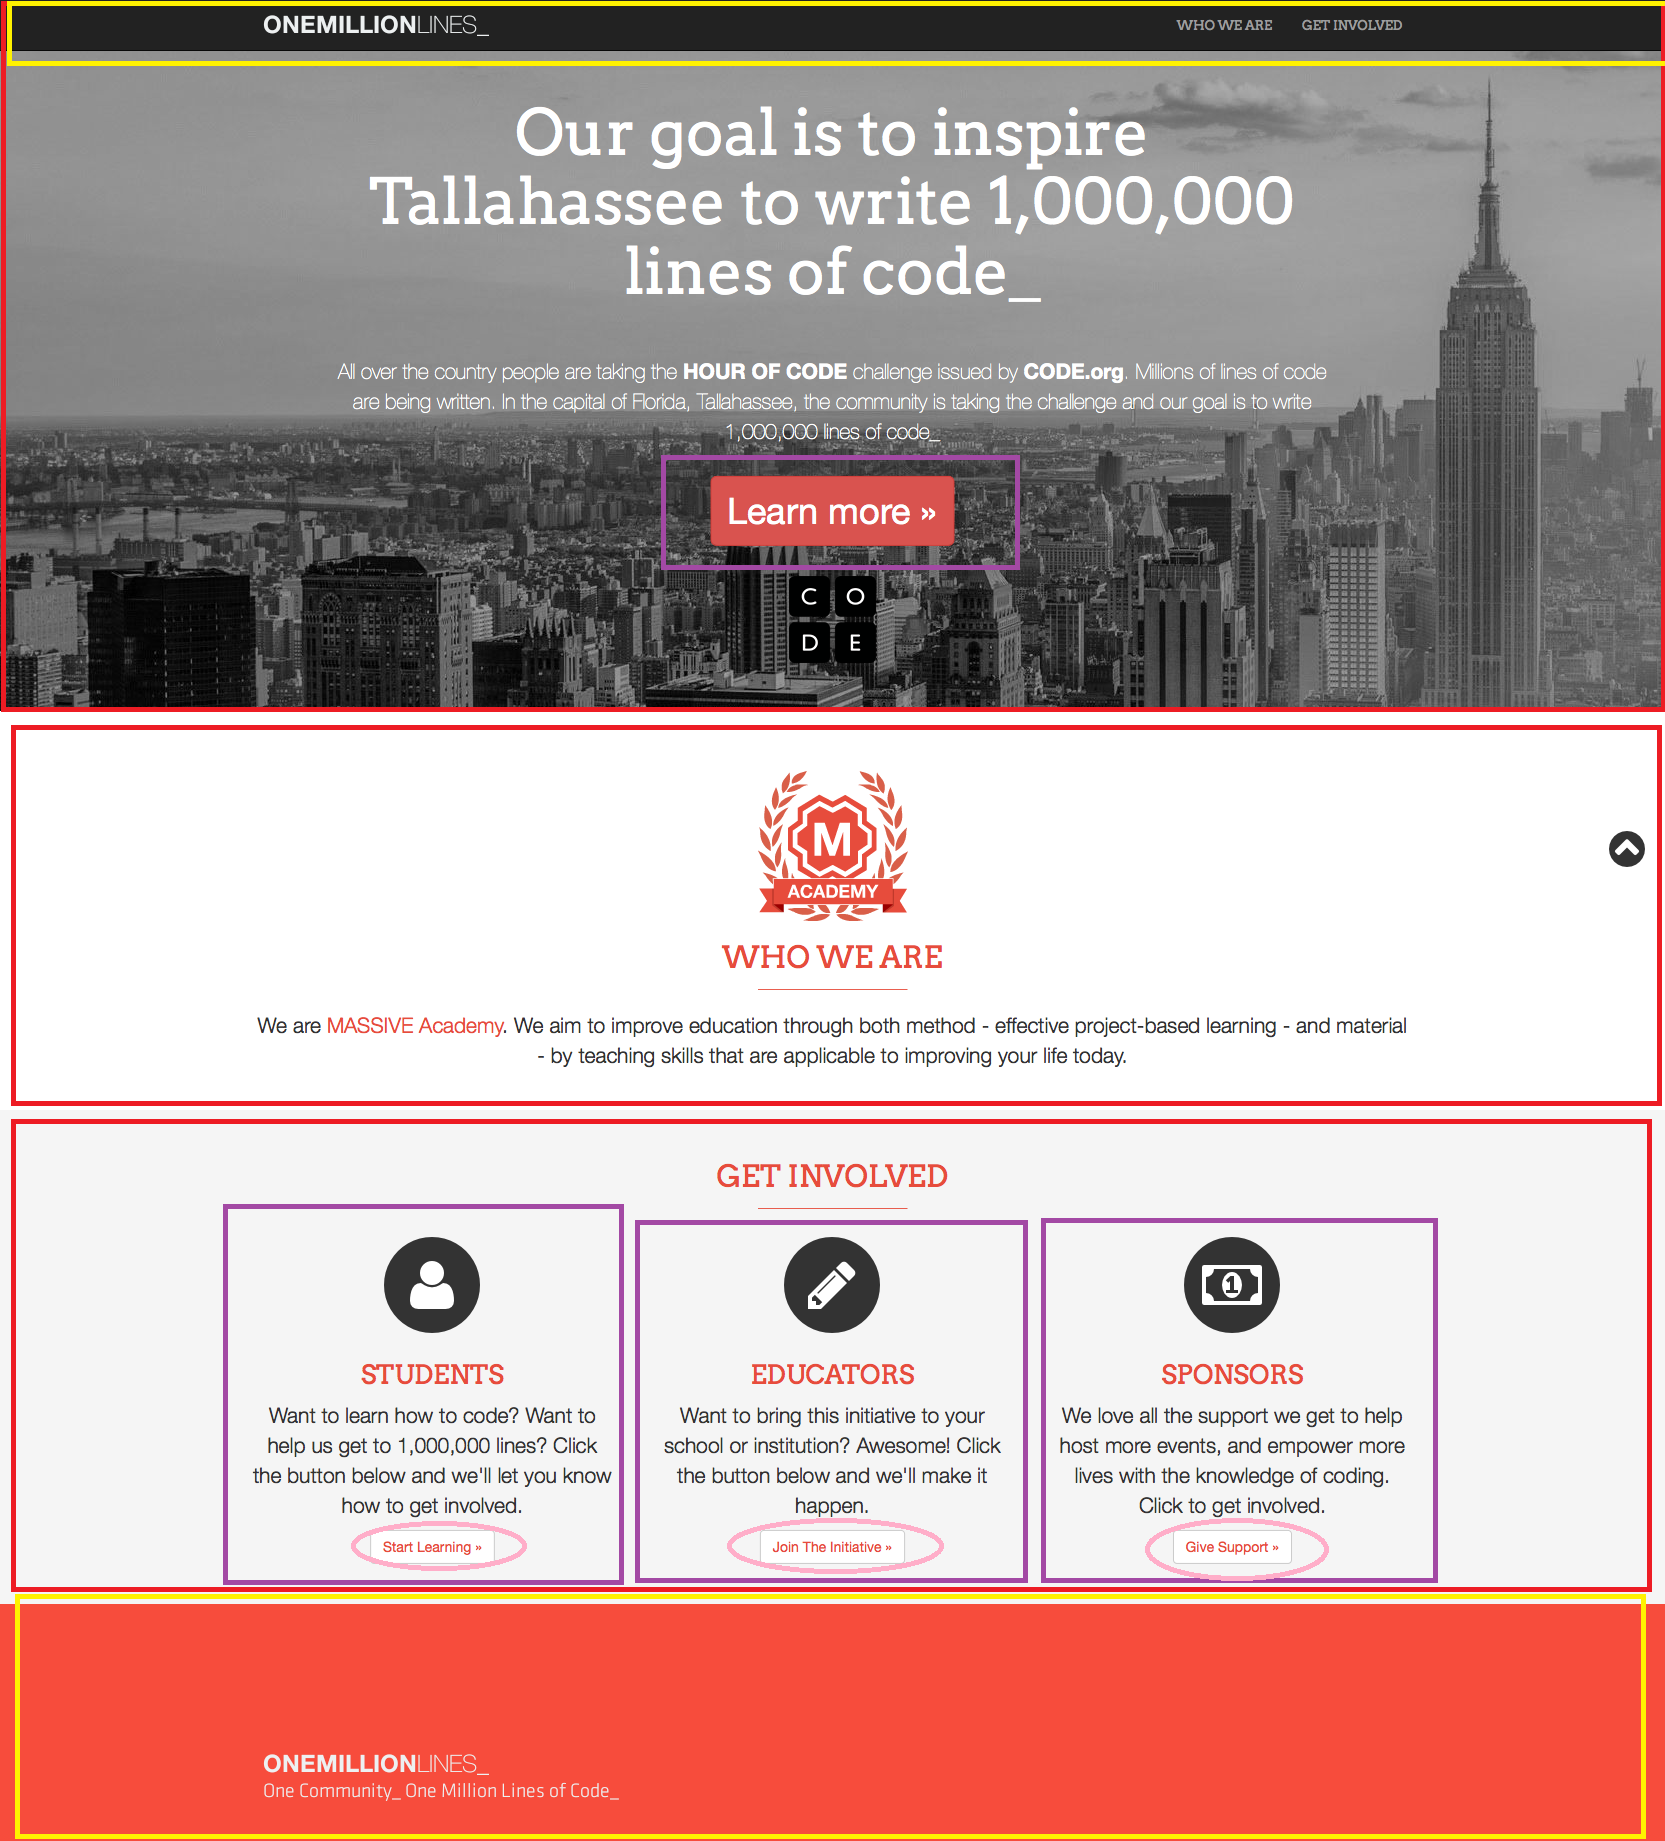 ONEMILLIONLINES_
WHO WE ARE
GET INVOLVED
Our goal is to inspire
Tallahassee to write 1,000,000
lines of code_
All over the country people are taking the HOUR OF CODE challenge issued by CODE.org. Millions of lines of code
are being written. In the capital of Florida, Tallahassee, the community is taking the challenge and our goal is to write
1,000,000 lines of code_
Learn more »
C O
D E
M
ACADEMY
WHO WE ARE
We are MASSIVE Academy. We aim to improve education through both method - effective project-based learning - and material
- by teaching skills that are applicable to improving your life today.
GET INVOLVED
1
STUDENTS
Want to learn how to code? Want to
help us get to 1,000,000 lines? Click
the button below and we'll let you know
how to get involved.
Start Learning »
EDUCATORS
Want to bring this initiative to your
school or institution? Awesome! Click
the button below and we'll make it
happen.
Join The Initiative »
SPONSORS
We love all the support we get to help
host more events, and empower more
lives with the knowledge of coding.
Click to get involved.
Give Support »
ONEMILLIONLINES_
One Community_ One Million Lines of Code_